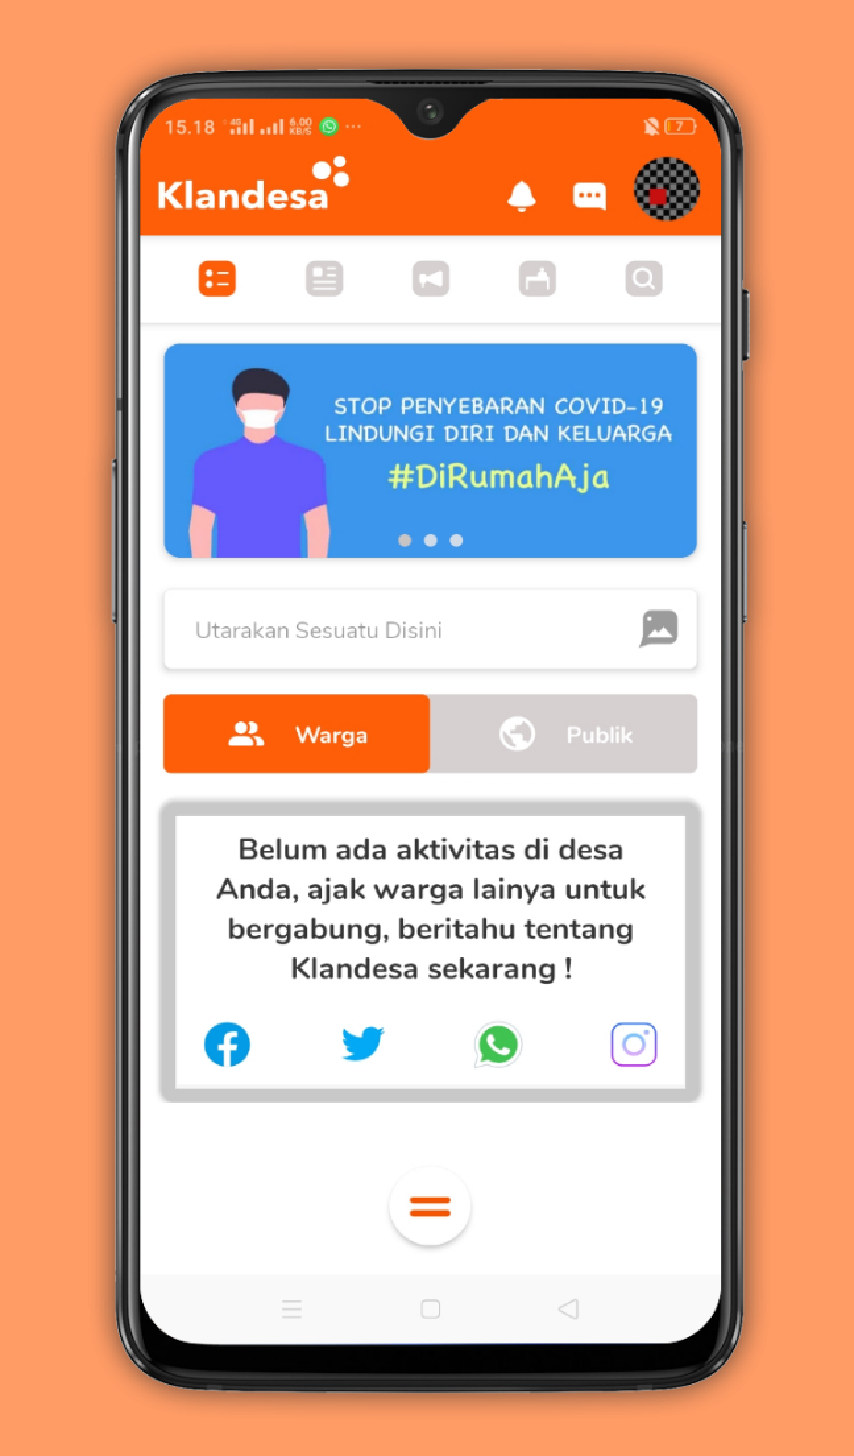 15.18 4G 6.00 KB/S ... 7
Klandesa
STOP PENYEBARAN COVID-19
LINDUNGI DIRI DAN KELUARGA
#DiRumahAja
Utarakan Sesuatu Disini
Warga Publik
Belum ada aktivitas di desa
Anda, ajak warga lainya untuk
bergabung, beritahu tentang
Klandesa sekarang !